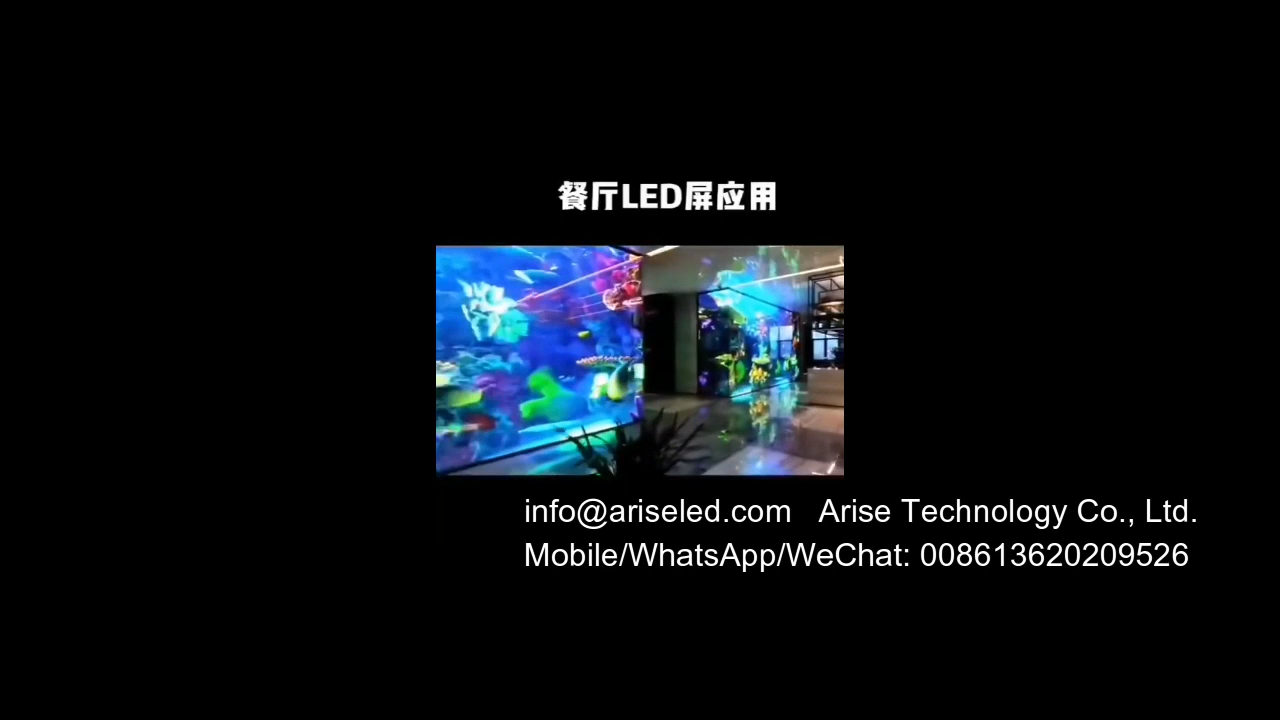 餐厅LED屏应用
info@ariseled.com Arise Technology Co., Ltd.
Mobile/WhatsApp/WeChat: 008613620209526